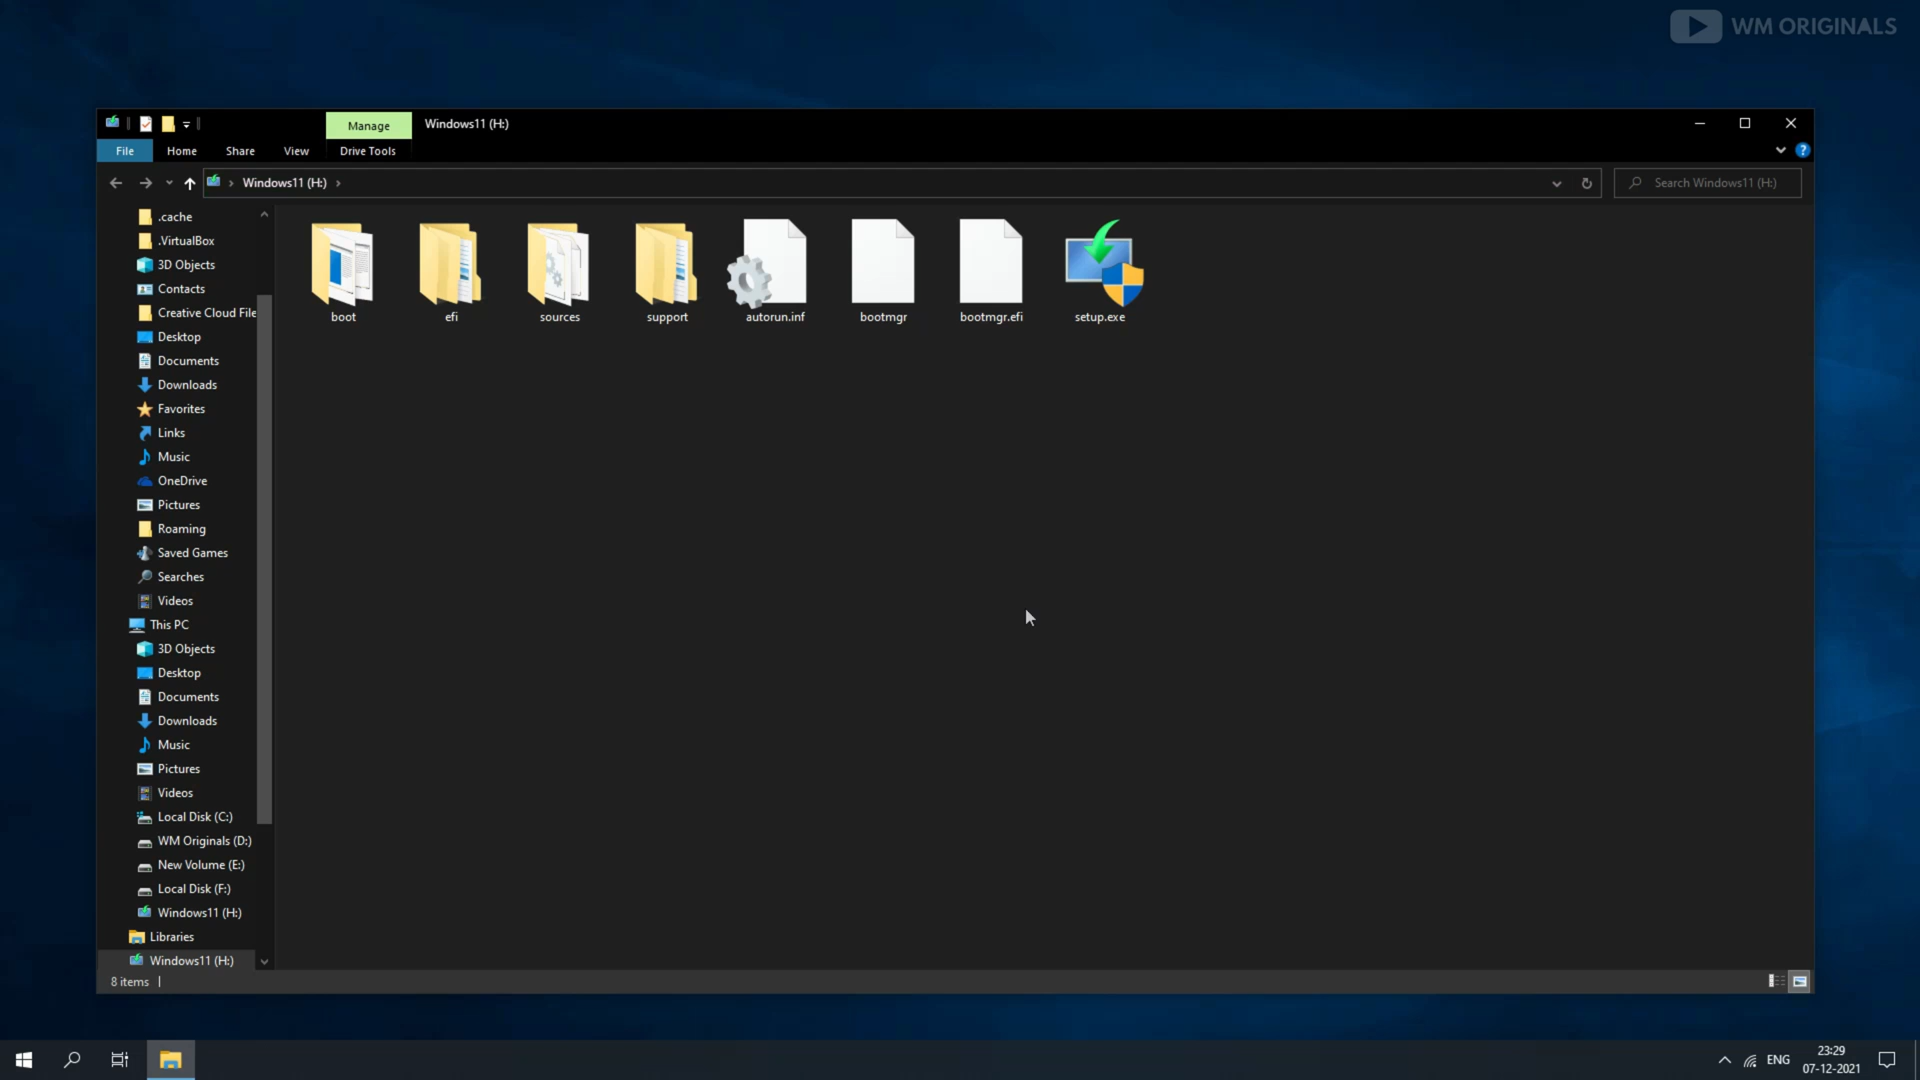 WM ORIGINALS
Manage
Windows11 (H:)
File
Home
Share
View
Drive Tools
Windows11 (H:)
Search Windows11 (H:)
.cache
.VirtualBox
3D Objects
Contacts
Creative Cloud File
Desktop
Documents
Downloads
Favorites
Links
Music
OneDrive
Pictures
Roaming
Saved Games
Searches
Videos
This PC
3D Objects
Desktop
Documents
Downloads
Music
Pictures
Videos
Local Disk (C:)
WM Originals (D:)
New Volume (E:)
Local Disk (F:)
Windows11 (H:)
Libraries
Windows11 (H:)
boot
efi
sources
support
autorun.inf
bootmgr
bootmgr.efi
setup.exe
8 items
ENG
23:29
07-12-2021